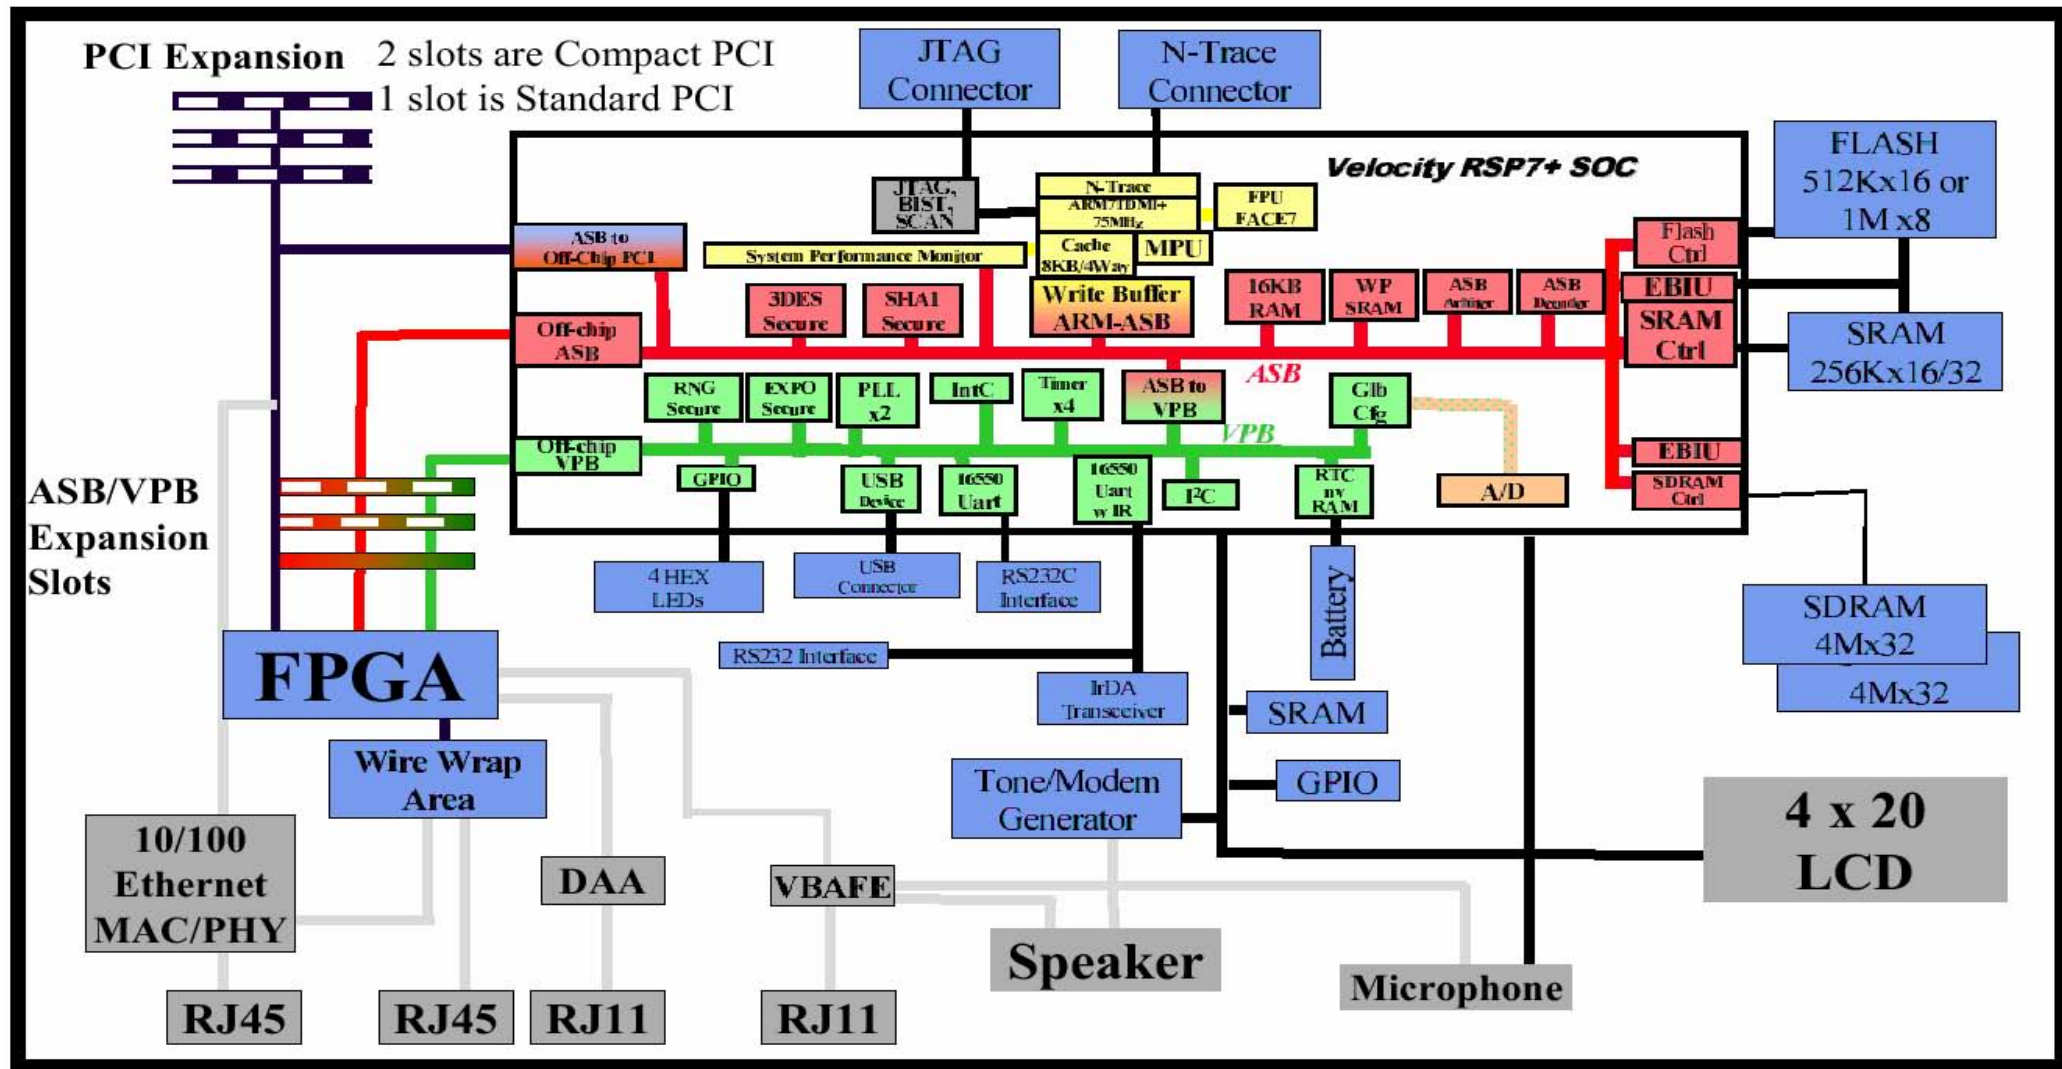 PCI Expansion
2 slots are Compact PCI
1 slot is Standard PCI
JTAG
Connector
N-Trace
Connector
Velocity RSP7+ SOC
FLASH
512Kx16 or
1M x8
JTAG,
BIST,
SCAN
N-Trace
ARM7TDMI+
75MHz
FPU
FACE7
ASB to
Off-Chip PCI
System Performance Monitor
Cache
8KB/4Way
MPU
Flash
Ctrl
3DES
Secure
SHA1
Secure
Write Buffer
ARM-ASB
16KB
RAM
WP
SRAM
ASB
Arbiter
ASB
Decoder
EBIU
SRAM
Ctrl
Off-chip
ASB
SRAM
256Kx16/32
ASB
RNG
Secure
EXPO
Secure
PLL
x2
IntC
Timer
x4
ASB to
VPB
Glb
Cfg
VPB
Off-chip
VPB
EBIU
GPIO
USB
Device
16550
Uart
16550
Uart
w IR
I²C
RTC
nv
RAM
A/D
SDRAM
Ctrl
ASB/VPB
Expansion
Slots
4 HEX
LEDs
USB
Connector
RS232C
Interface
Battery
SDRAM
4Mx32
4Mx32
RS232 Interface
IrDA
Transceiver
SRAM
FPGA
Wire Wrap
Area
Tone/Modem
Generator
GPIO
4 x 20
LCD
10/100
Ethernet
MAC/PHY
DAA
VBAFE
Speaker
Microphone
RJ45
RJ45
RJ11
RJ11